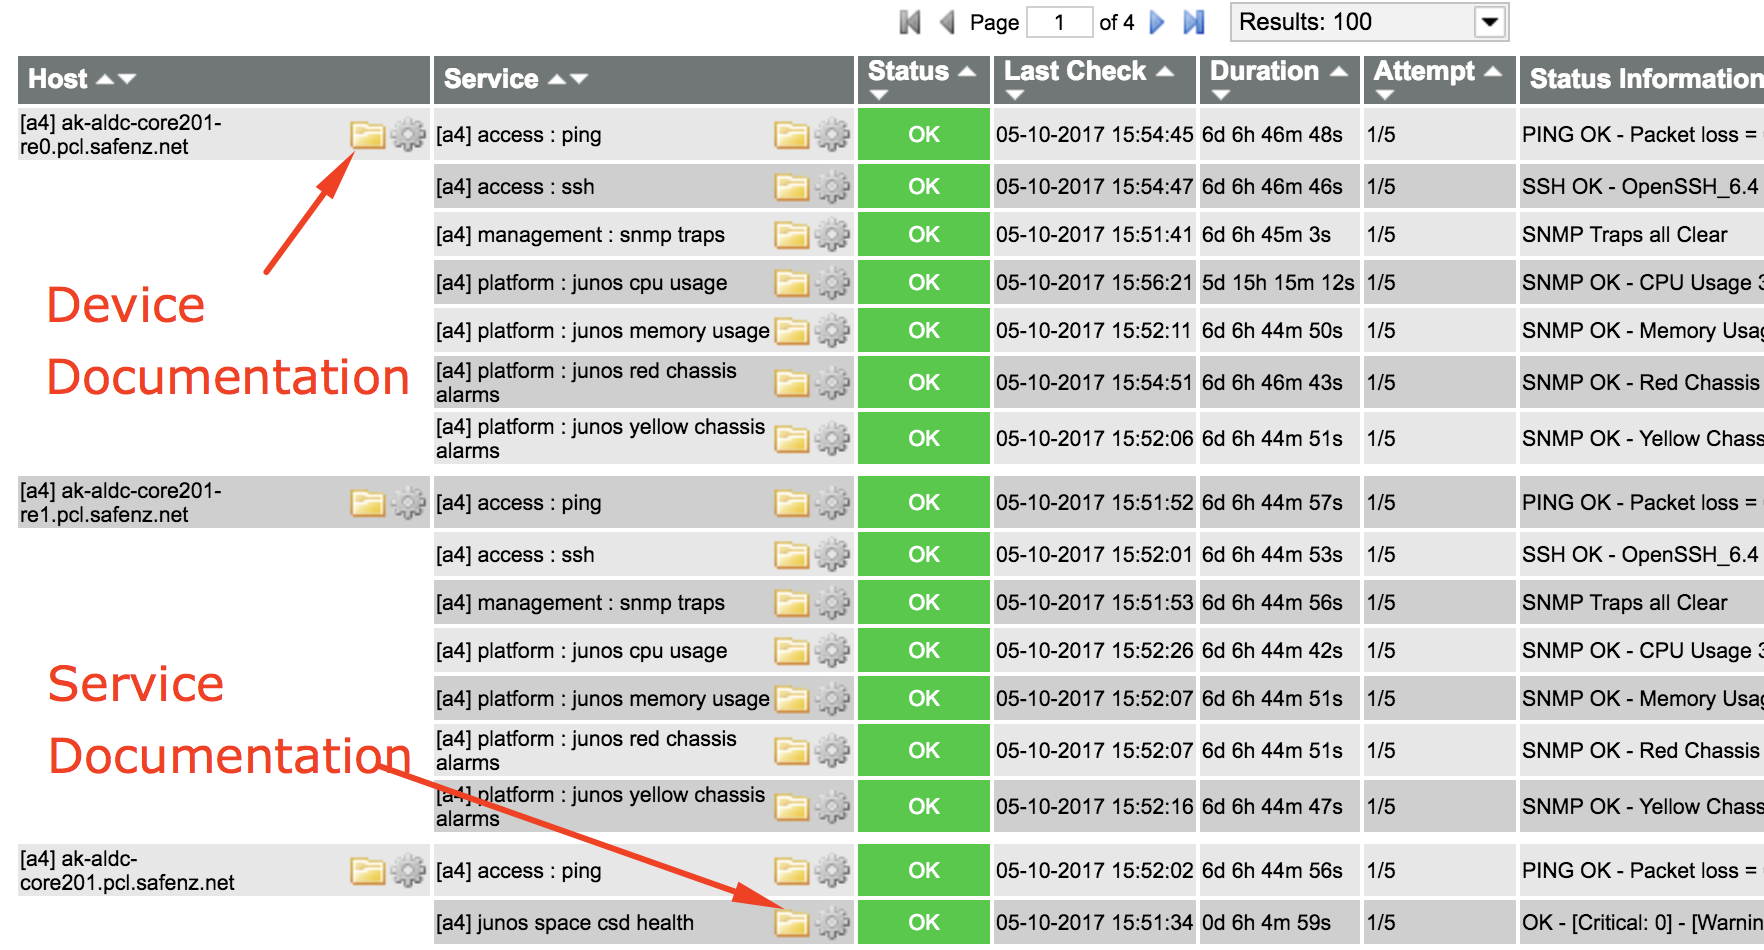 Page 1 of 4 Results: 100
Host Service Status Last Check Duration Attempt Status Information
[a4] ak-aldc-core201-
re0.pcl.safenz.net [a4] access : ping OK 05-10-2017 15:54:45 6d 6h 46m 48s 1/5 PING OK - Packet loss =
[a4] access : ssh OK 05-10-2017 15:54:47 6d 6h 46m 46s 1/5 SSH OK - OpenSSH_6.4
[a4] management : snmp traps OK 05-10-2017 15:51:41 6d 6h 45m 3s 1/5 SNMP Traps all Clear
[a4] platform : junos cpu usage OK 05-10-2017 15:56:21 5d 15h 15m 12s 1/5 SNMP OK - CPU Usage 3
Device
[a4] platform : junos memory usage OK 05-10-2017 15:52:11 6d 6h 44m 50s 1/5 SNMP OK - Memory Usag
Documentation
[a4] platform : junos red chassis
alarms OK 05-10-2017 15:54:51 6d 6h 46m 43s 1/5 SNMP OK - Red Chassis
[a4] platform : junos yellow chassis
alarms OK 05-10-2017 15:52:06 6d 6h 44m 51s 1/5 SNMP OK - Yellow Chass
[a4] ak-aldc-core201-
re1.pcl.safenz.net [a4] access : ping OK 05-10-2017 15:51:52 6d 6h 44m 57s 1/5 PING OK - Packet loss =
[a4] access : ssh OK 05-10-2017 15:52:01 6d 6h 44m 53s 1/5 SSH OK - OpenSSH_6.4
[a4] management : snmp traps OK 05-10-2017 15:51:53 6d 6h 44m 56s 1/5 SNMP Traps all Clear
[a4] platform : junos cpu usage OK 05-10-2017 15:52:26 6d 6h 44m 42s 1/5 SNMP OK - CPU Usage 3
Service
[a4] platform : junos memory usage OK 05-10-2017 15:52:07 6d 6h 44m 51s 1/5 SNMP OK - Memory Usag
Documentation
[a4] platform : junos red chassis
alarms OK 05-10-2017 15:52:07 6d 6h 44m 51s 1/5 SNMP OK - Red Chassis
[a4] platform : junos yellow chassis
alarms OK 05-10-2017 15:52:16 6d 6h 44m 47s 1/5 SNMP OK - Yellow Chass
[a4] ak-aldc-
core201.pcl.safenz.net [a4] access : ping OK 05-10-2017 15:52:02 6d 6h 44m 56s 1/5 PING OK - Packet loss =
[a4] junos space csd health OK 05-10-2017 15:51:34 0d 6h 4m 59s 1/5 OK - [Critical: 0] - [Warnin